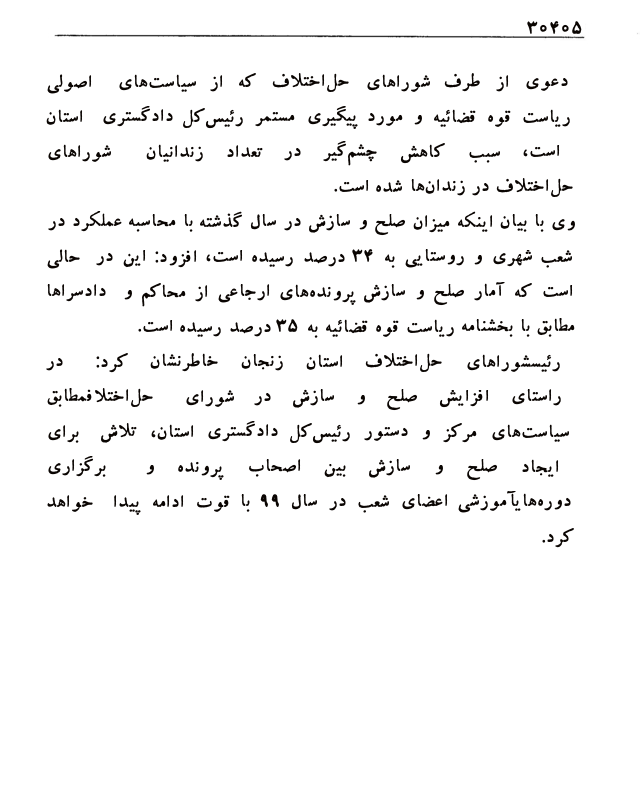 ۳۰۴۰۵
دعوی از طرف شوراهای حل‌اختلاف که از سیاست‌های اصولی
ریاست قوه قضائیه و مورد پیگیری مستمر رئیس‌کل دادگستری استان
است، سبب کاهش چشم‌گیر در تعداد زندانیان شوراهای
حل‌اختلاف در زندان‌ها شده است.
وی با بیان اینکه میزان صلح و سازش در سال گذشته با محاسبه عملکرد در
شعب شهری و روستایی به ۳۴ درصد رسیده است، افزود: این در حالی
است که آمار صلح و سازش پرونده‌های ارجاعی از محاکم و دادسراها
مطابق با بخشنامه ریاست قوه قضائیه به ۳۵ درصد رسیده است.
رئیسشوراهای حل‌اختلاف استان زنجان خاطرنشان کرد: در
راستای افزایش صلح و سازش در شورای حل‌اختلافمطابق
سیاست‌های مرکز و دستور رئیس‌کل دادگستری استان، تلاش برای
ایجاد صلح و سازش بین اصحاب پرونده و برگزاری
دوره‌هایآموزشی اعضای شعب در سال ۹۹ با قوت ادامه پیدا خواهد
کرد.